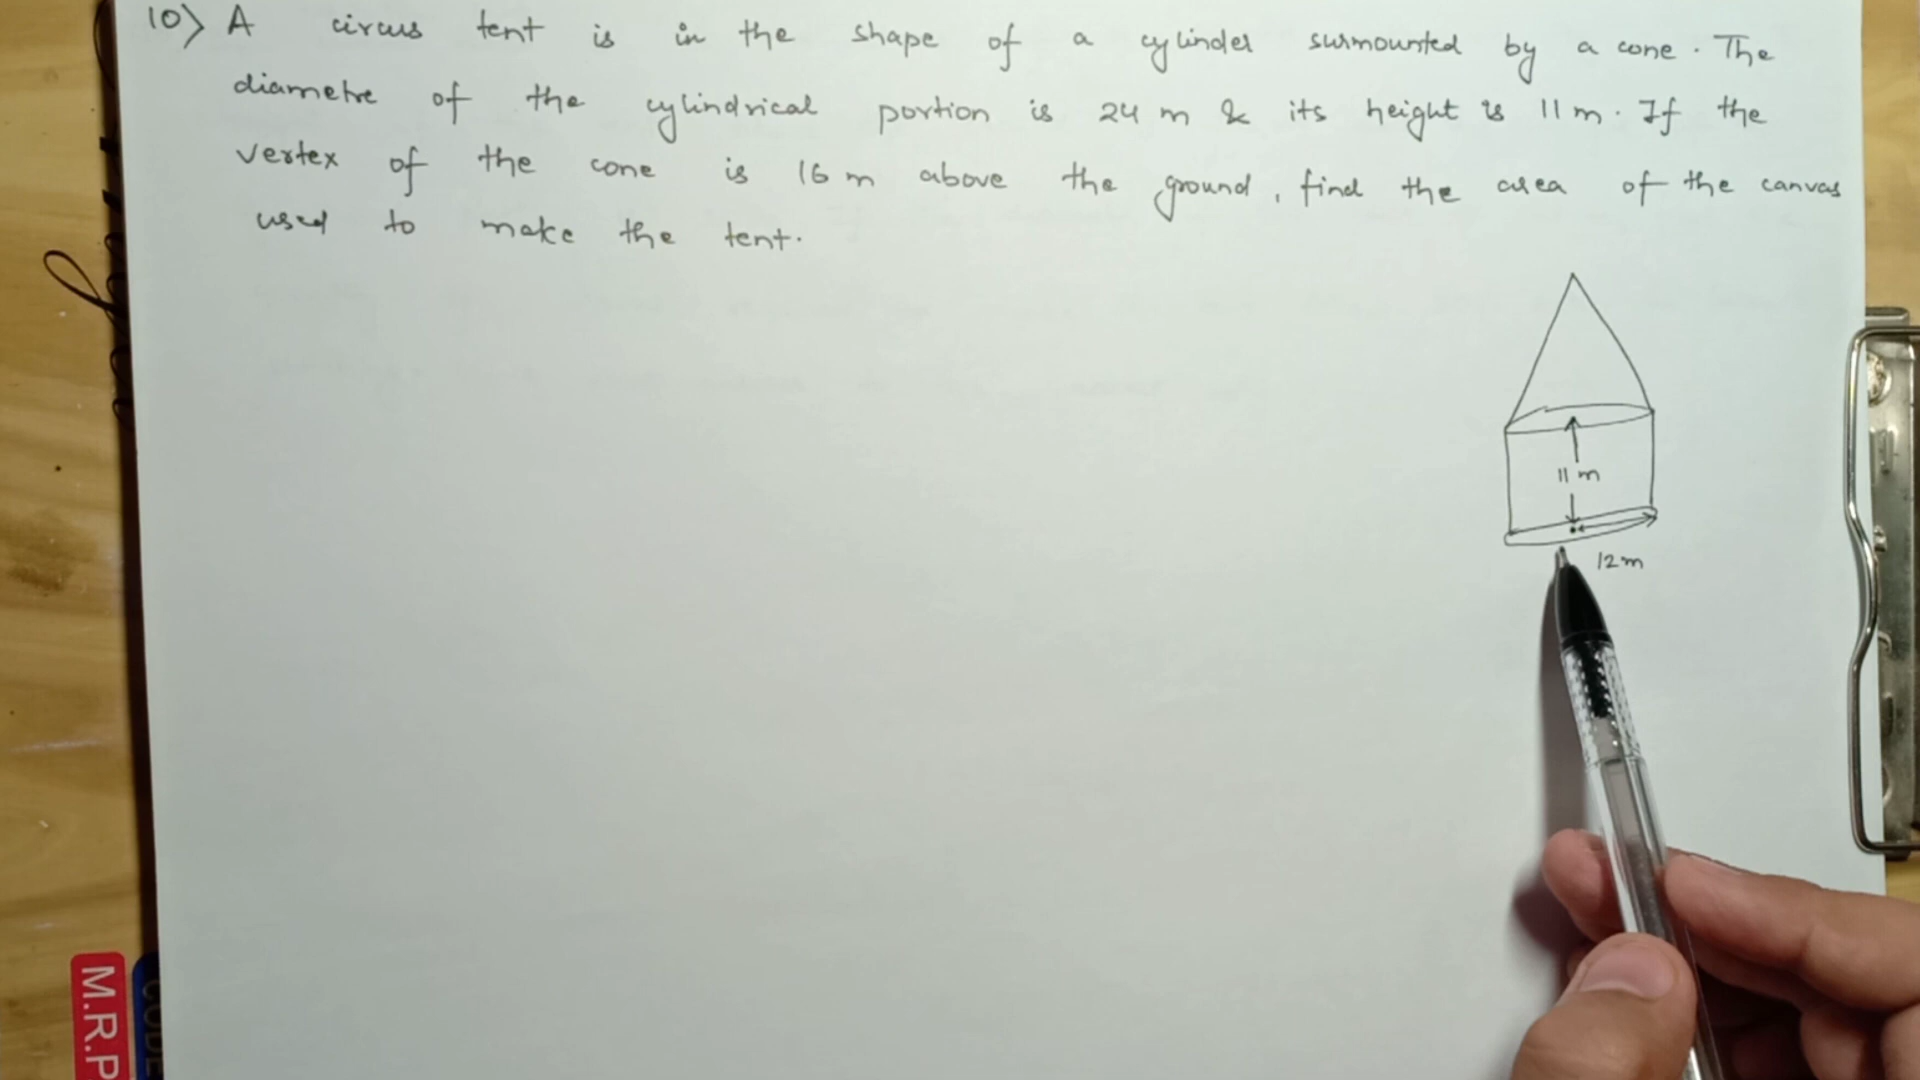 10) A circus tent is in the shape of a cylinder surmounted by a cone. The
diametre of the cylindrical portion is 24 m & its height is 11 m. If the
vertex of the cone is 16 m above the ground, find the area of the canvas
used to make the tent.
11 m
12m
M.R.P
CODE